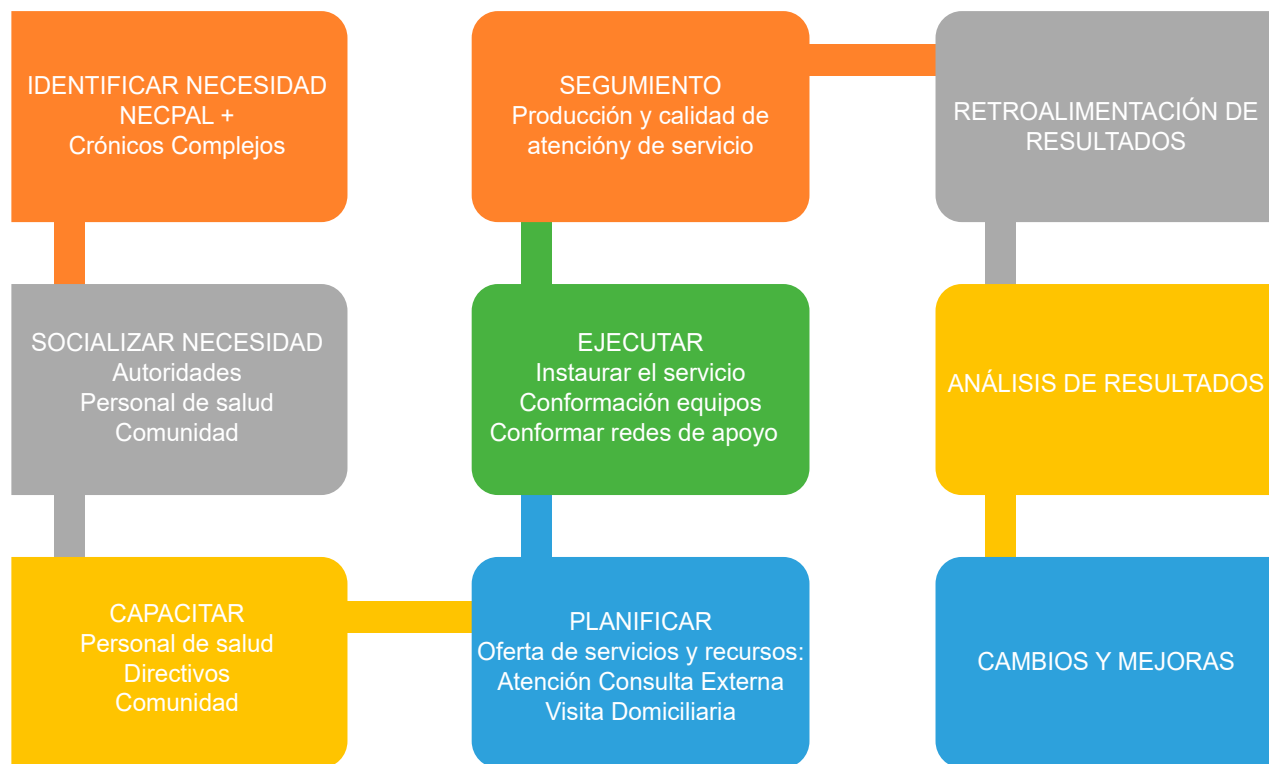 IDENTIFICAR NECESIDAD
NECPAL +
Crónicos Complejos
SOCIALIZAR NECESIDAD
Autoridades
Personal de salud
Comunidad
CAPACITAR
Personal de salud
Directivos
Comunidad
PLANIFICAR
Oferta de servicios y recursos:
Atención Consulta Externa
Visita Domiciliaria
EJECUTAR
Instaurar el servicio
Conformación equipos
Conformar redes de apoyo
SEGUMIENTO
Producción y calidad de
atencióny de servicio
RETROALIMENTACIÓN DE
RESULTADOS
ANÁLISIS DE RESULTADOS
CAMBIOS Y MEJORAS